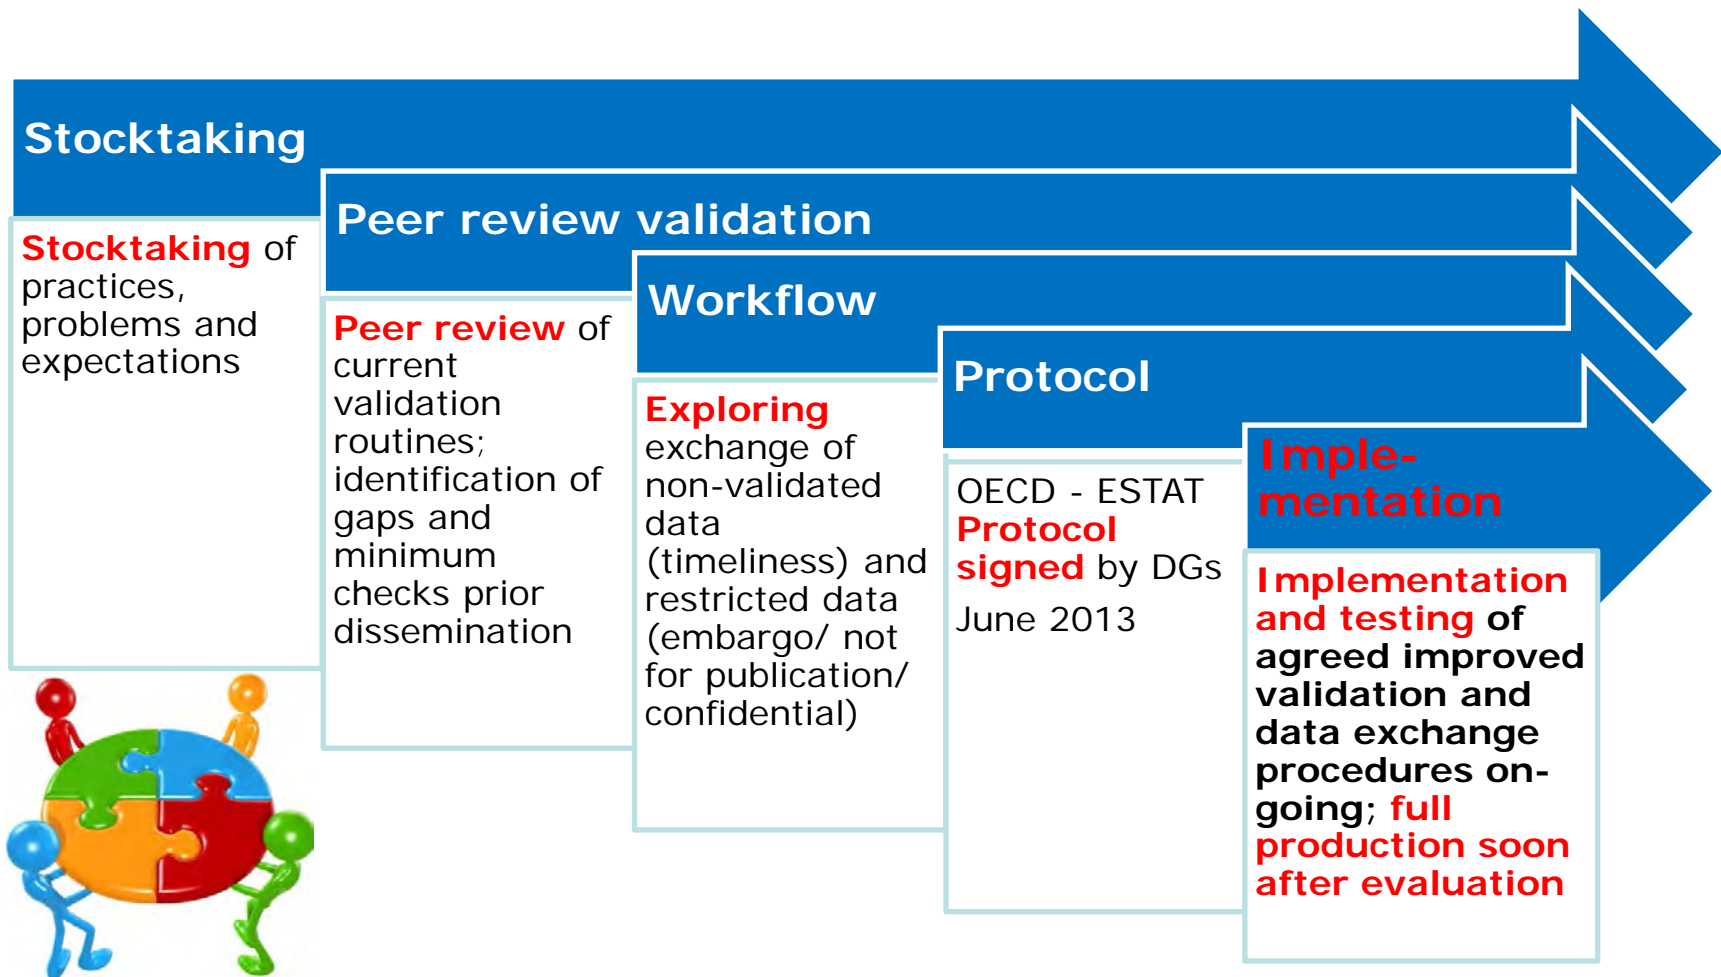 Stocktaking
Stocktaking of
practices,
problems and
expectations
Peer review validation
Peer review of
current
validation
routines;
identification of
gaps and
minimum
checks prior
dissemination
Workflow
Exploring
exchange of
non-validated
data
(timeliness) and
restricted data
(embargo/ not
for publication/
confidential)
Protocol
OECD - ESTAT
Protocol
signed by DGs
June 2013
Imple-
mentation
Implementation
and testing of
agreed improved
validation and
data exchange
procedures on-
going; full
production soon
after evaluation